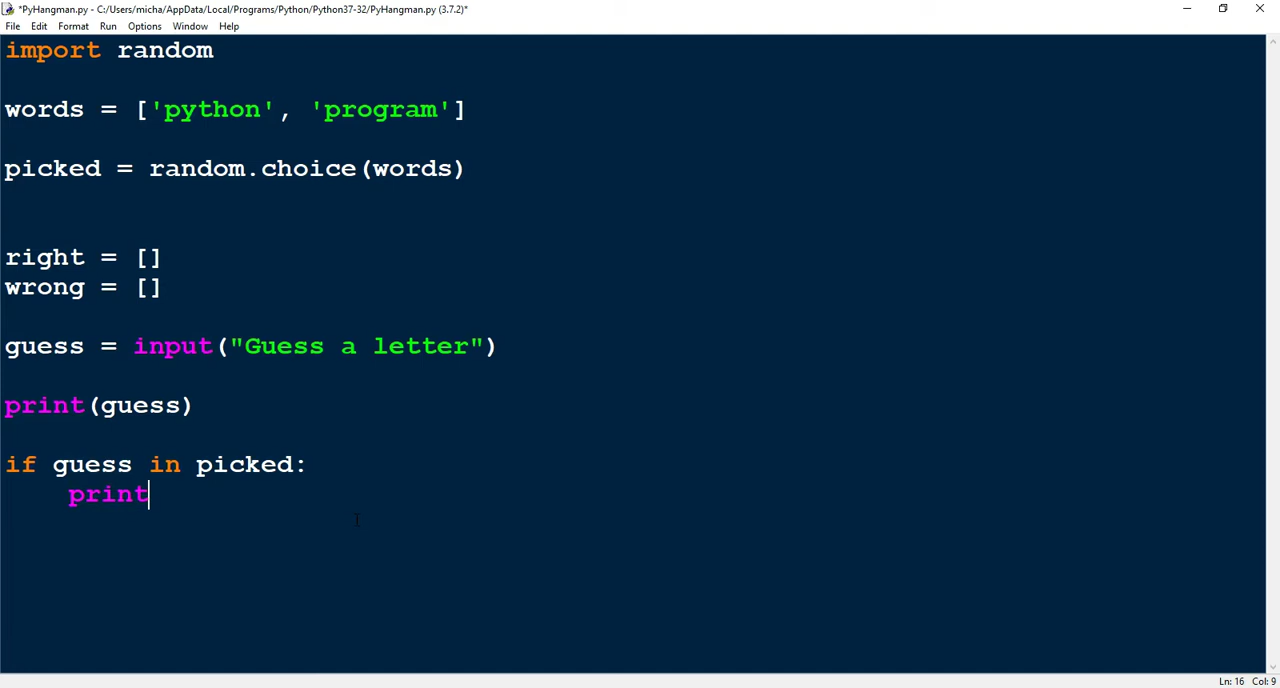 *PyHangman.py - C:/Users/micha/AppData/Local/Programs/Python/Python37-32/PyHangman.py (3.7.2)*
File Edit Format Run Options Window Help
import random
words = ['python', 'program']
picked = random.choice(words)
right = []
wrong = []
guess = input("Guess a letter")
print(guess)
if guess in picked:
    print
Ln: 16 Col: 9